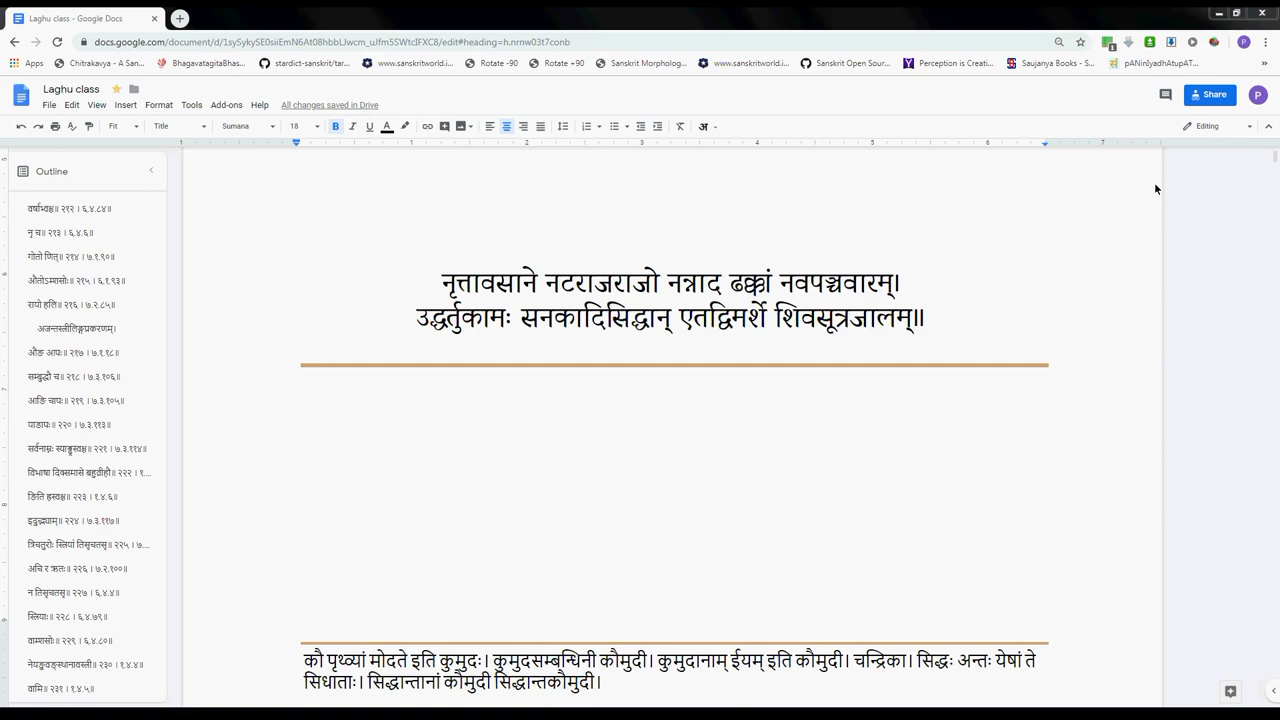 Laghu class - Google Docs
docs.google.com/document/d/1sySykySE0siiEmN6At08hbbLJwcm_uJfm5SWtcIFXC8/edit#heading=h.nrnw03t7conb
Apps Chitrakavya - A San... BhagavatagitaBhas... stardict-sanskrit/tar... www.sanskritworld.i... Rotate -90 Rotate +90 Sanskrit Morpholog... www.sanskritworld.i... Sanskrit Open Sour... Perception is Creati... Saujanya Books - S... pANinIyadhAtupAT...
Laghu class
File Edit View Insert Format Tools Add-ons Help All changes saved in Drive
Share
P
Fit Title Sumana 18 B I U A अ Editing
1 1 2 3 4 5 6 7
Outline
वर्षाभ्वश्च॥ २१२ । ६.४.८४॥
नृ च॥ २१३ । ६.४.६॥
गोतो णित्॥ २१४ । ७.१.९०॥
औतोऽम्शसोः॥ २१५ । ६.१.९३॥
रायो हलि॥ २१६ । ७.२.८५॥
अजन्तस्त्रीलिङ्गप्रकरणम्।
औङ आपः॥ २१७ । ७.१.१८॥
सम्बुद्धौ च॥ २१८ । ७.३.१०६॥
आङि चापः॥ २१९ । ७.३.१०५॥
याडापः॥ २२० । ७.३.११३॥
सर्वनाम्नः स्याड्ढ्रस्वश्च॥ २२१ । ७.३.११४॥
विभाषा दिक्समासे बहुव्रीहौ॥ २२२ । १....
ङिति ह्रस्वश्च॥ २२३ । १.४.६॥
इदुद्भ्याम्॥ २२४ । ७.३.११७॥
त्रिचतुरोः स्त्रियां तिसृचतसृ॥ २२५ । ७....
अचि र ऋतः॥ २२६ । ७.२.१००॥
न तिसृचतसृ॥ २२७ । ६.४.४॥
स्त्रियाः॥ २२८ । ६.४.७९॥
वाम्शसोः॥ २२९ । ६.४.८०॥
नेयङुवङ्स्थानावस्त्री॥ २३० । १.४.४॥
वामि॥ २३१ । १.४.५॥
नृत्तावसाने नटराजराजो नन्नाद ढक्कां नवपञ्चवारम्।
उद्धर्तुकामः सनकादिसिद्धान् एतद्विमर्शे शिवसूत्रजालम्॥
कौ पृथ्व्यां मोदते इति कुमुदः। कुमुदसम्बन्धिनी कौमुदी। कुमुदानाम् ईयम् इति कौमुदी। चन्द्रिका। सिद्धः अन्तः येषां ते
सिधाताः। सिद्धान्तानां कौमुदी सिद्धान्तकौमुदी।